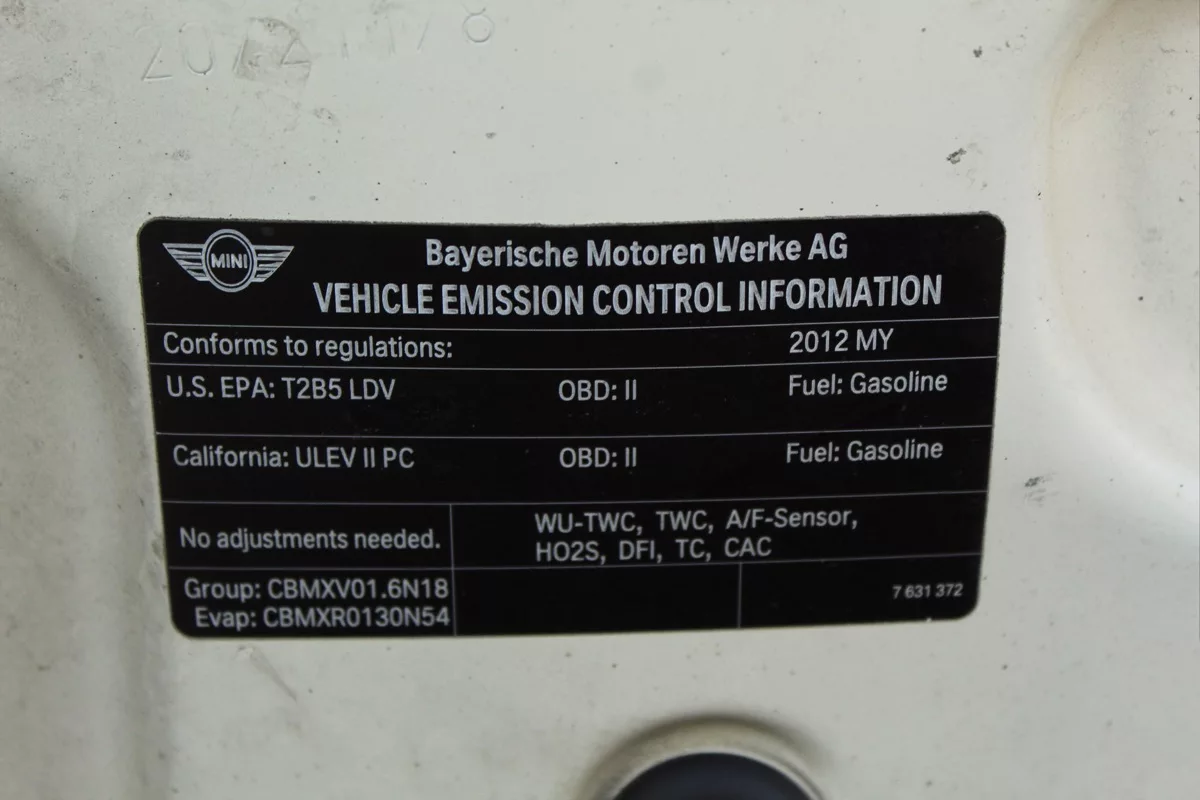 MINI
Bayerische Motoren Werke AG
VEHICLE EMISSION CONTROL INFORMATION
Conforms to regulations: 2012 MY
U.S. EPA: T2B5 LDV OBD: II Fuel: Gasoline
California: ULEV II PC OBD: II Fuel: Gasoline
No adjustments needed.
WU-TWC, TWC, A/F-Sensor,
HO2S, DFI, TC, CAC
Group: CBMXV01.6N18
Evap: CBMXR0130N54
7 631 372